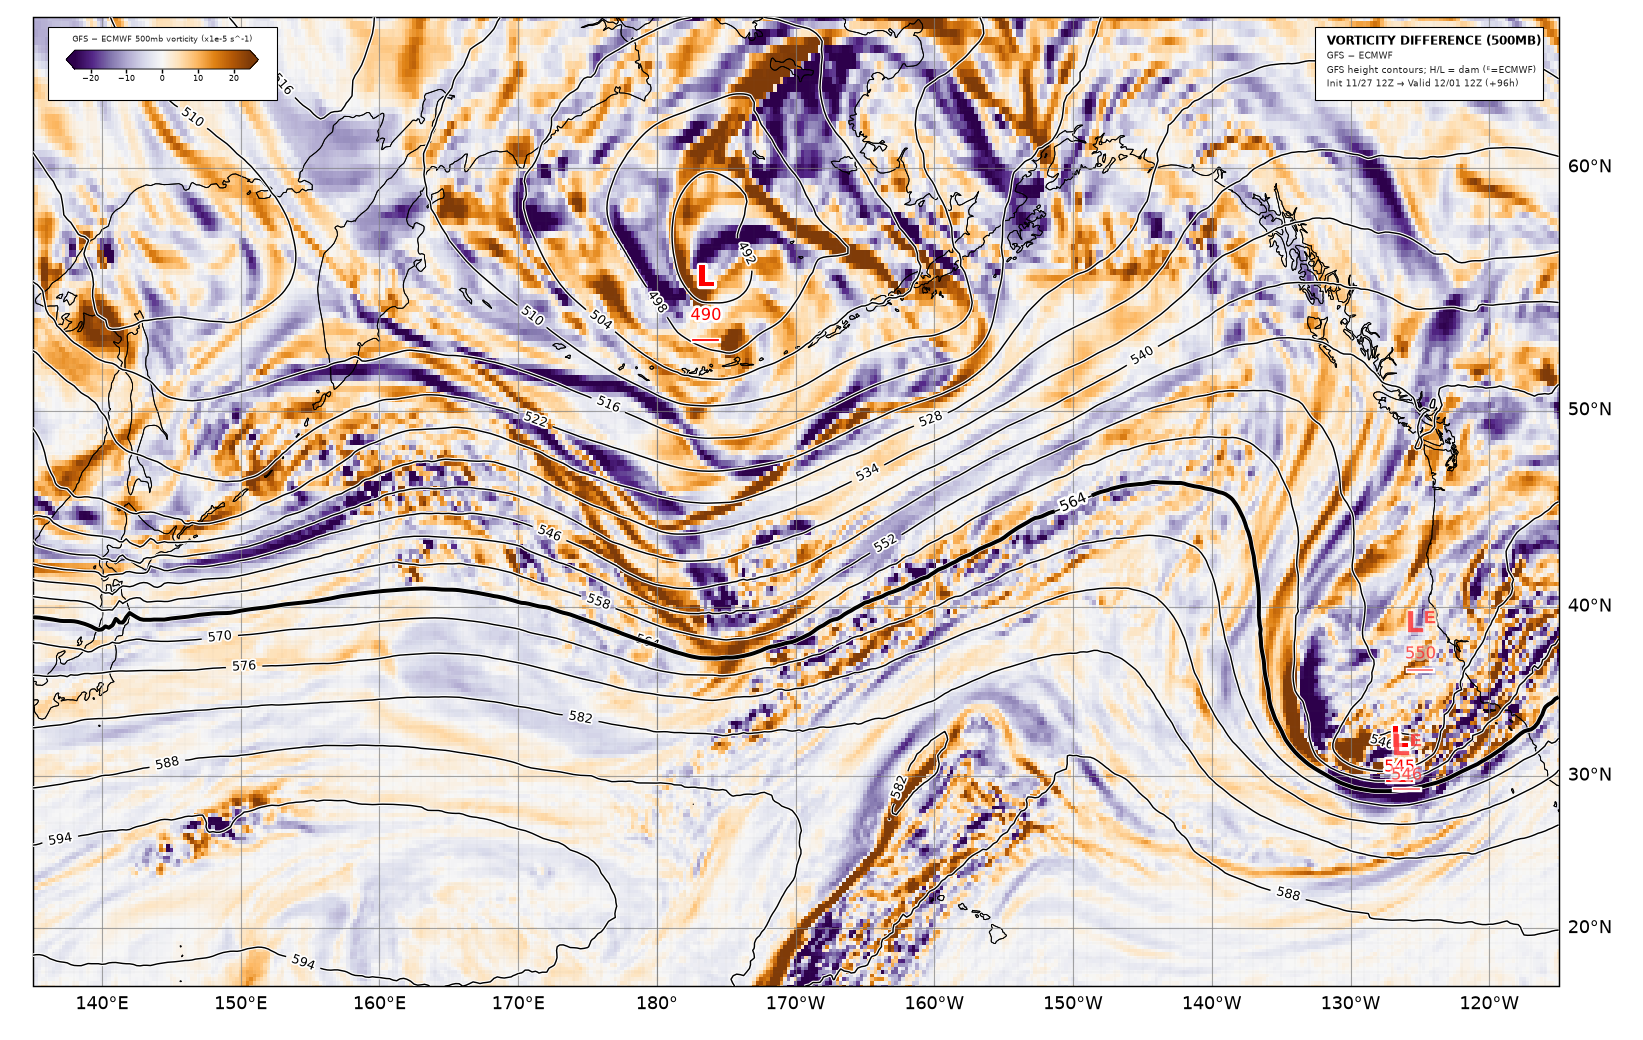 GFS − ECMWF 500mb vorticity (x1e-5 s^-1)
−20 −10 0 10 20
VORTICITY DIFFERENCE (500MB)
GFS − ECMWF
GFS height contours; H/L = dam (ᴱ=ECMWF)
Init 11/27 12Z → Valid 12/01 12Z (+96h)
516
510
60°N
492
L
498
490
510
504
540
516
50°N
522
528
534
564
546
552
558
40°N
Lᴱ
570
564
550
576
582
546
L
E
588
545
546
30°N
582
594
588
20°N
594
140°E 150°E 160°E 170°E 180° 170°W 160°W 150°W 140°W 130°W 120°W